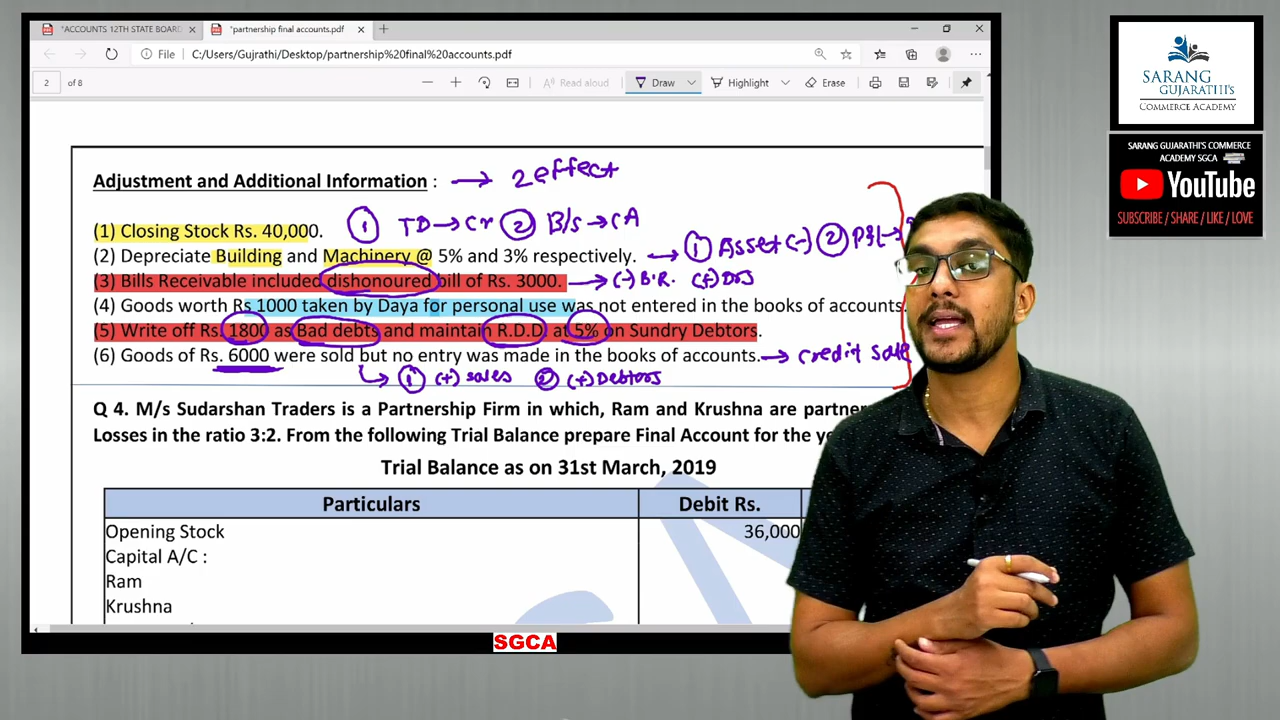 "ACCOUNTS 12TH STATE BOARD
"partnership final accounts.pdf
File C:/Users/Gujrathi/Desktop/partnership%20final%20accounts.pdf
2 of 8 Read aloud Draw Highlight Erase
Adjustment and Additional Information : → 2 effect
(1) Closing Stock Rs. 40,000. ① TD → Cr ② B/s → CA
(2) Depreciate Building and Machinery @ 5% and 3% respectively. → ① Asset (-) ② P&L →
(3) Bills Receivable included dishonoured bill of Rs. 3000. → (-) B.R. (+) Drs
(4) Goods worth Rs 1000 taken by Daya for personal use was not entered in the books of accounts.
(5) Write off Rs. 1800 as Bad debts and maintain R.D.D at 5% on Sundry Debtors.
(6) Goods of Rs. 6000 were sold but no entry was made in the books of accounts. → credit sale
① (+) sales ② (+) Debtors
Q 4. M/s Sudarshan Traders is a Partnership Firm in which, Ram and Krushna are partne
Losses in the ratio 3:2. From the following Trial Balance prepare Final Account for the ye
Trial Balance as on 31st March, 2019
Particulars Debit Rs.
Opening Stock 36,000
Capital A/C :
Ram
Krushna
SGCA
SARANG
GUJARATHI'S
COMMERCE ACADEMY
SARANG GUJARATHI'S COMMERCE
ACADEMY SGCA
YouTube
SUBSCRIBE / SHARE / LIKE / LOVE